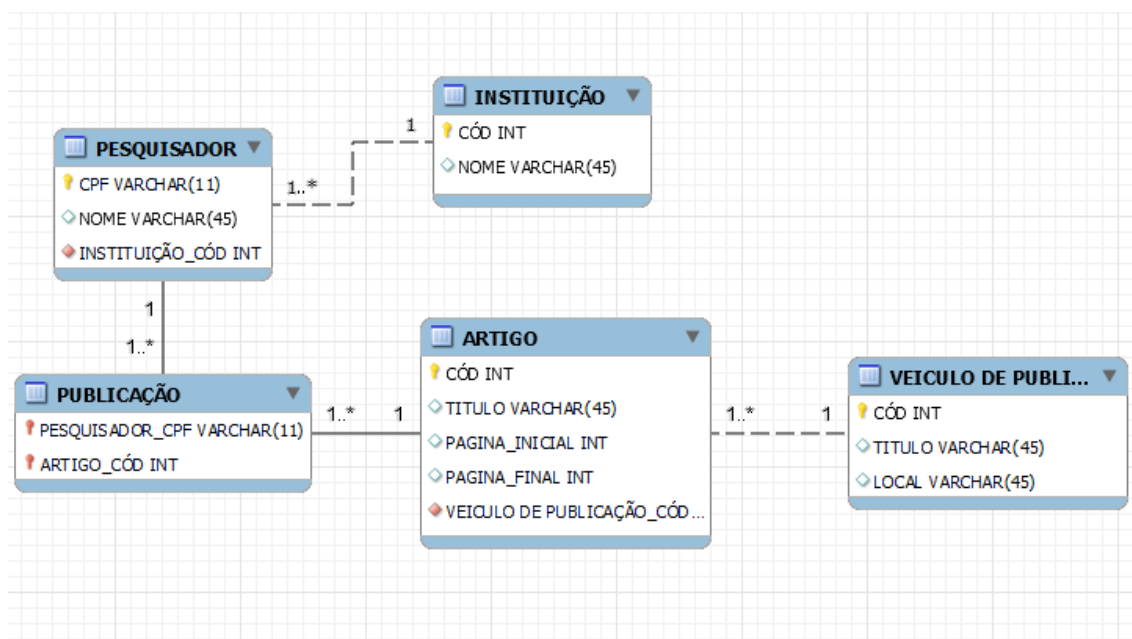 INSTITUIÇÃO
CÓD INT
NOME VARCHAR(45)
1
PESQUISADOR
CPF VARCHAR(11)
NOME VARCHAR(45)
INSTITUIÇÃO_CÓD INT
1..*
1
1..*
PUBLICAÇÃO
PESQUISADOR_CPF VARCHAR(11)
ARTIGO_CÓD INT
1..*
1
ARTIGO
CÓD INT
TITULO VARCHAR(45)
PAGINA_INICIAL INT
PAGINA_FINAL INT
VEICULO DE PUBLICAÇÃO_CÓD...
1..*
1
VEICULO DE PUBLI...
CÓD INT
TITULO VARCHAR(45)
LOCAL VARCHAR(45)